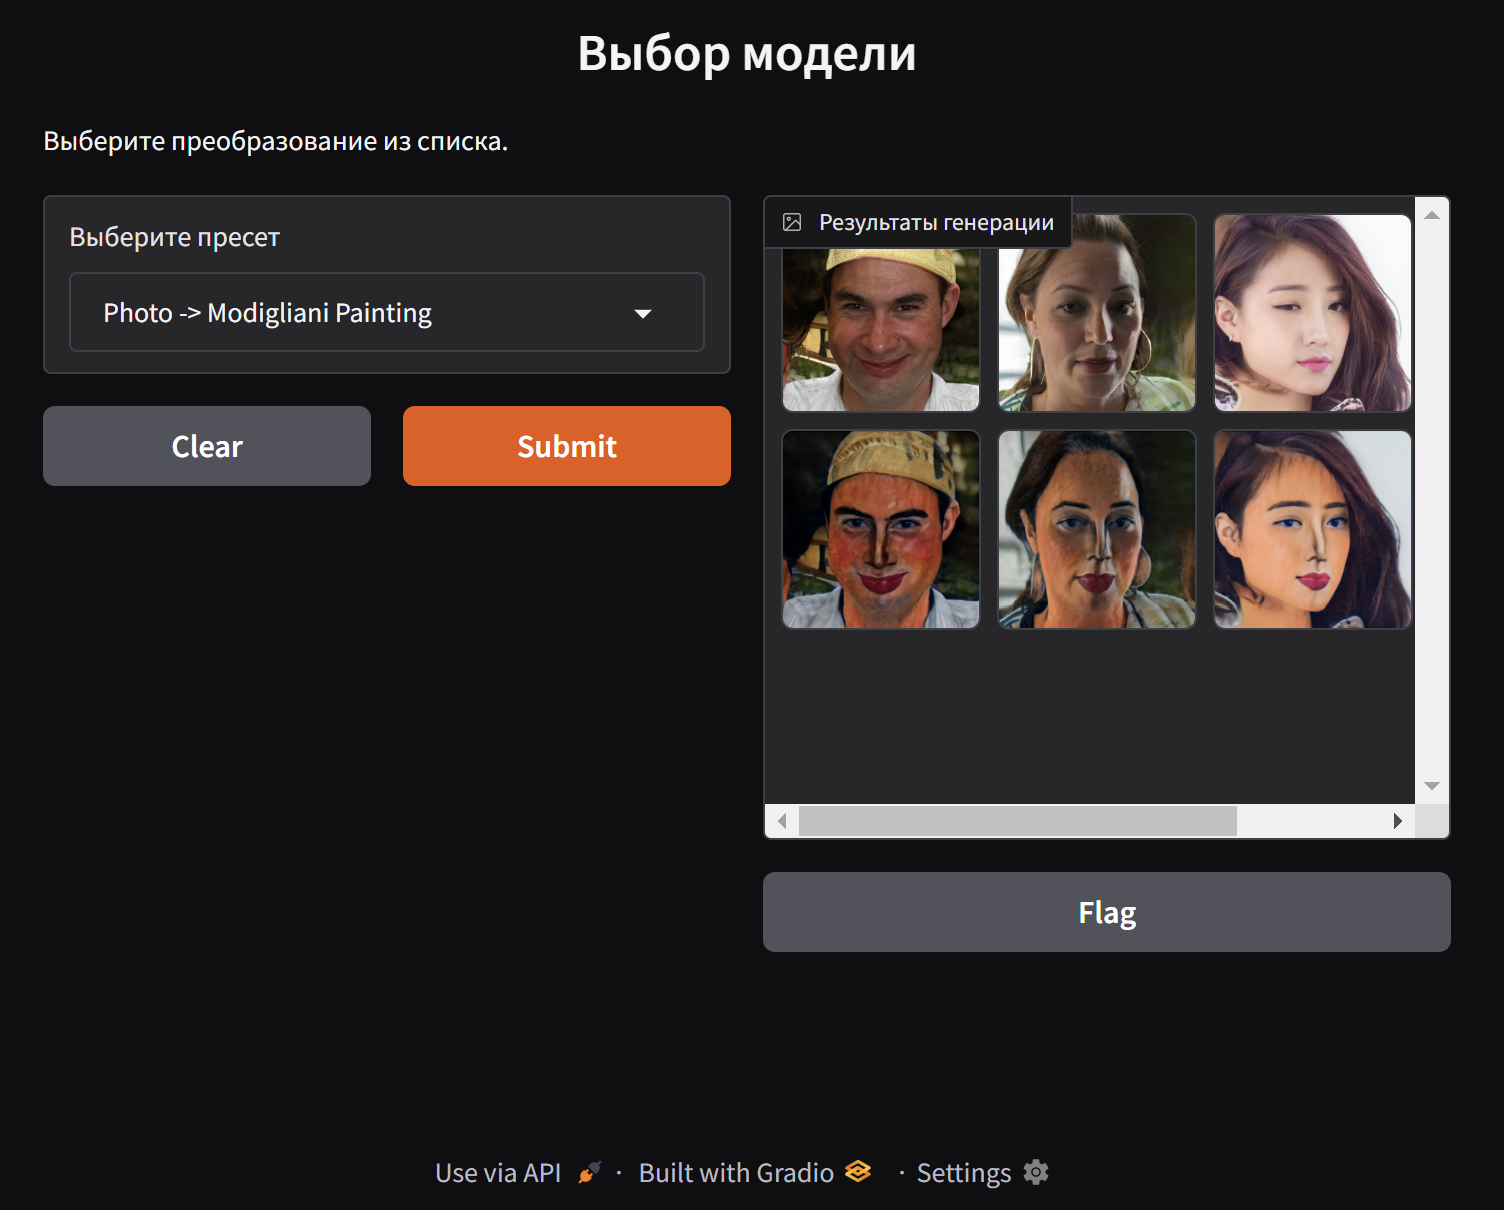 Выбор модели
Выберите преобразование из списка.
Выберите пресет
Photo -> Modigliani Painting
Clear
Submit
Результаты генерации
Flag
Use via API · Built with Gradio · Settings